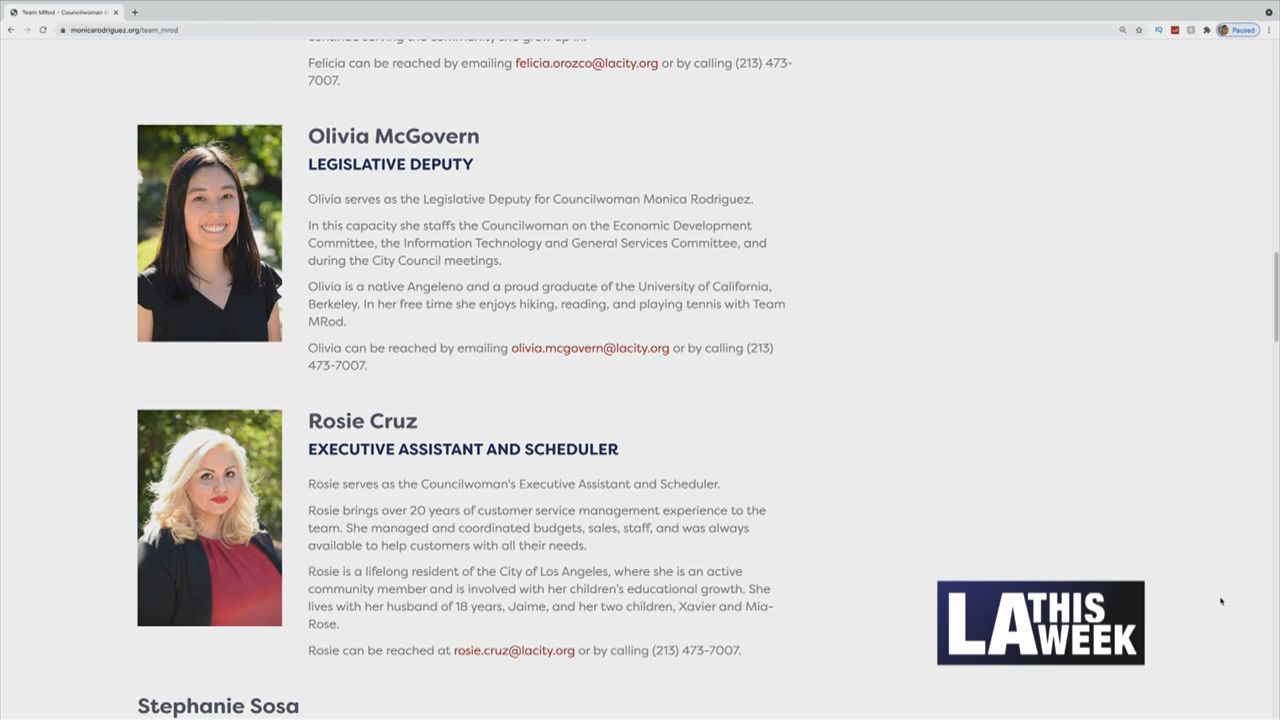 Team MRod - Councilwoman M
monicarodriguez.org/team_mrod
Paused
continue serving the community she grew up in.
Felicia can be reached by emailing felicia.orozco@lacity.org or by calling (213) 473-
7007.
Olivia McGovern
LEGISLATIVE DEPUTY
Olivia serves as the Legislative Deputy for Councilwoman Monica Rodriguez.
In this capacity she staffs the Councilwoman on the Economic Development
Committee, the Information Technology and General Services Committee, and
during the City Council meetings.
Olivia is a native Angeleno and a proud graduate of the University of California,
Berkeley. In her free time she enjoys hiking, reading, and playing tennis with Team
MRod.
Olivia can be reached by emailing olivia.mcgovern@lacity.org or by calling (213)
473-7007.
Rosie Cruz
EXECUTIVE ASSISTANT AND SCHEDULER
Rosie serves as the Councilwoman's Executive Assistant and Scheduler.
Rosie brings over 20 years of customer service management experience to the
team. She managed and coordinated budgets, sales, staff, and was always
available to help customers with all their needs.
Rosie is a lifelong resident of the City of Los Angeles, where she is an active
community member and is involved with her children's educational growth. She
lives with her husband of 18 years, Jaime, and her two children, Xavier and Mia-
Rose.
Rosie can be reached at rosie.cruz@lacity.org or by calling (213) 473-7007.
Stephanie Sosa
LA THIS
WEEK